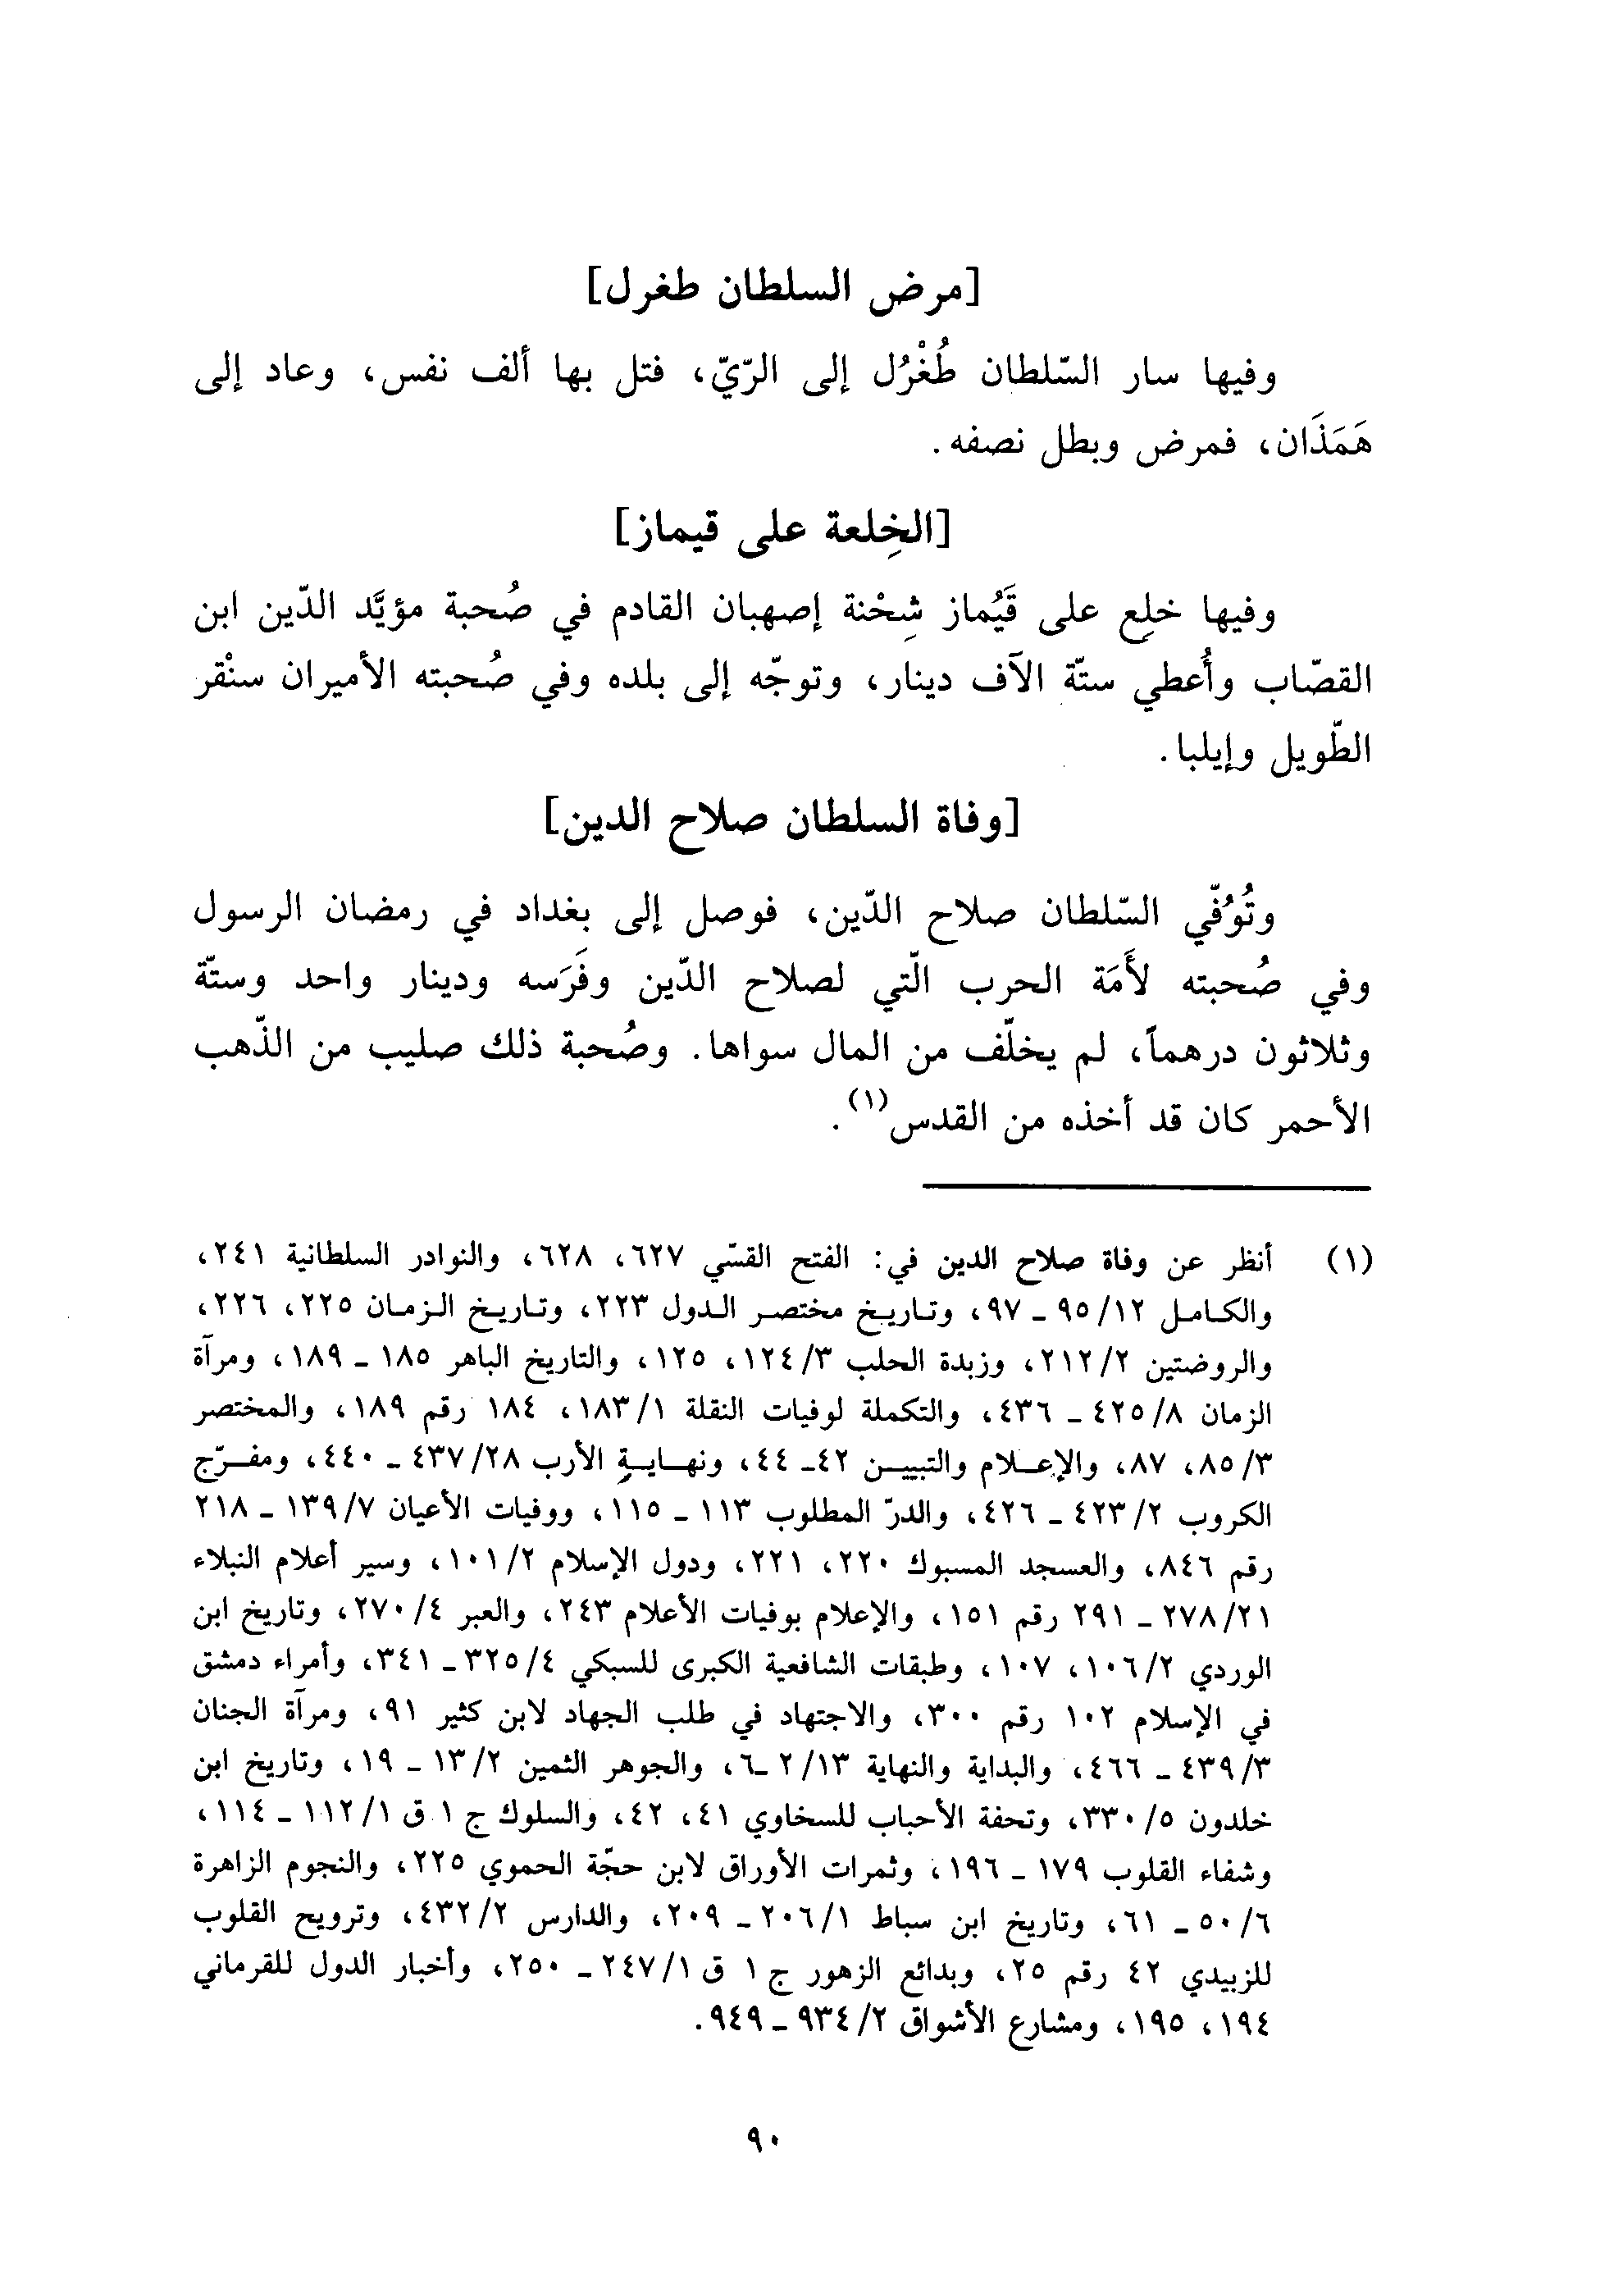 [مرض السلطان طغرل]
وفيها سار السّلطان طُغْرُل إلى الرّيّ، فتل بها ألف نفس، وعاد إلى
هَمَذَان، فمرض وبطل نصفه.
[الخِلعة على قيماز]
وفيها خلِع على قَيُماز شِحْنة إصهبان القادم في صُحبة مؤيَّد الدّين ابن
القصّاب وأُعطي ستّة الآف دينار، وتوجّه إلى بلده وفي صُحبته الأميران سنْقر
الطّويل وإيلبا.
[وفاة السلطان صلاح الدين]
وتُوُفّي السّلطان صلاح الدّين، فوصل إلى بغداد في رمضان الرسول
وفي صُحبته لأَمَة الحرب الّتي لصلاح الدّين وفَرَسه ودينار واحد وستّة
وثلاثون درهماً، لم يخلّف من المال سواها. وصُحبة ذلك صليب من الذّهب
الأحمر كان قد أخذه من القدس(١).
(١) أنظر عن وفاة صلاح الدين في: الفتح القسّي ٦٢٧، ٦٢٨، والنوادر السلطانية ٢٤١،
والكامل ٩٥/١٢ ـ ٩٧، وتاريخ مختصر الدول ٢٢٣، وتاريخ الزمان ٢٢٥، ٢٢٦،
والروضتين ٢١٢/٢، وزبدة الحلب ١٢٤/٣، ١٢٥، والتاريخ الباهر ١٨٥ ـ ١٨٩، ومرآة
الزمان ٤٢٥/٨ ـ ٤٣٦، والتكملة لوفيات النقلة ١٨٣/١، ١٨٤ رقم ١٨٩، والمختصر
٨٥/٣، ٨٧، والإعلام والتبيين ٤٢ـ ٤٤، ونهاية الأرب ٤٣٧/٢٨ ـ ٤٤٠، ومفرّج
الكروب ٤٢٣/٢ ـ ٤٢٦، والدرّ المطلوب ١١٣ ـ ١١٥، ووفيات الأعيان ١٣٩/٧ ـ ٢١٨
رقم ٨٤٦، والعسجد المسبوك ٢٢٠، ٢٢١، ودول الإسلام ١٠١/٢، وسير أعلام النبلاء
٢٧٨/٢١ ـ ٢٩١ رقم ١٥١، والإعلام بوفيات الأعلام ٢٤٣، والعبر ٢٧٠/٤، وتاريخ ابن
الوردي ١٠٦/٢، ١٠٧، وطبقات الشافعية الكبرى للسبكي ٣٢٥/٤ ـ ٣٤١، وأمراء دمشق
في الإسلام ١٠٢ رقم ٣٠٠، والاجتهاد في طلب الجهاد لابن كثير ٩١، ومرآة الجنان
٤٣٩/٣ ـ ٤٦٦، والبداية والنهاية ٢/١٣ ـ٦، والجوهر الثمين ١٣/٢ ـ ١٩، وتاريخ ابن
خلدون ٣٣٠/٥، وتحفة الأحباب للسخاوي ٤١، ٤٢، والسلوك ج ١ ق ١١٢/١ ـ ١١٤،
وشفاء القلوب ١٧٩ ـ ١٩٦، وثمرات الأوراق لابن حجّة الحموي ٢٢٥، والنجوم الزاهرة
٥٠/٦ ـ ٦١، وتاريخ ابن سباط ٢٠٦/١ ـ ٢٠٩، والدارس ٤٣٢/٢، وترويح القلوب
للزبيدي ٤٢ رقم ٢٥، وبدائع الزهور ج ١ ق ٢٤٧/١ ـ ٢٥٠، وأخبار الدول للقرماني
١٩٤، ١٩٥، ومشارع الأشواق ٩٣٤/٢ ـ ٩٤٩.
٩٠